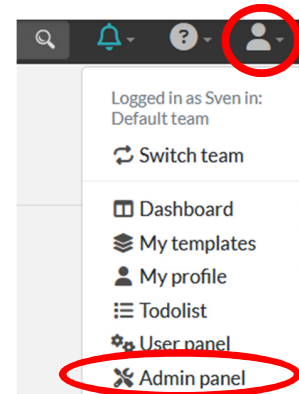 Logged in as Sven in:
Default team
Switch team
Dashboard
My templates
My profile
Todolist
User panel
Admin panel